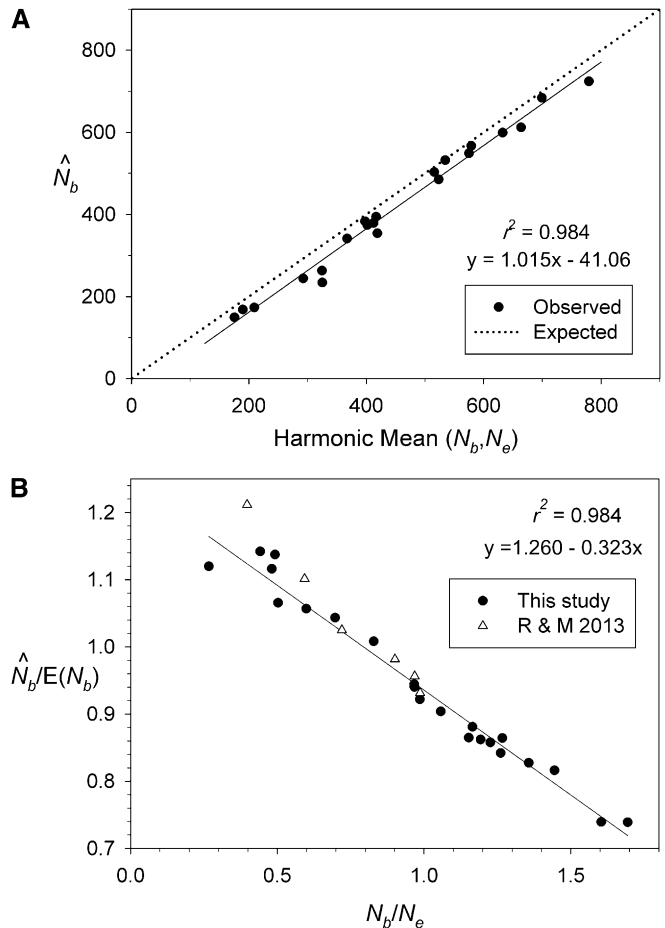 A
800
600
400
200
0
N̂b
r² = 0.984
y = 1.015x - 41.06
Observed
Expected
0 200 400 600 800
Harmonic Mean (Nb,Ne)
B
1.2
1.1
1.0
0.9
0.8
0.7
N̂b/E(Nb)
r² = 0.984
y =1.260 - 0.323x
This study
R & M 2013
0.0 0.5 1.0 1.5
Nb/Ne